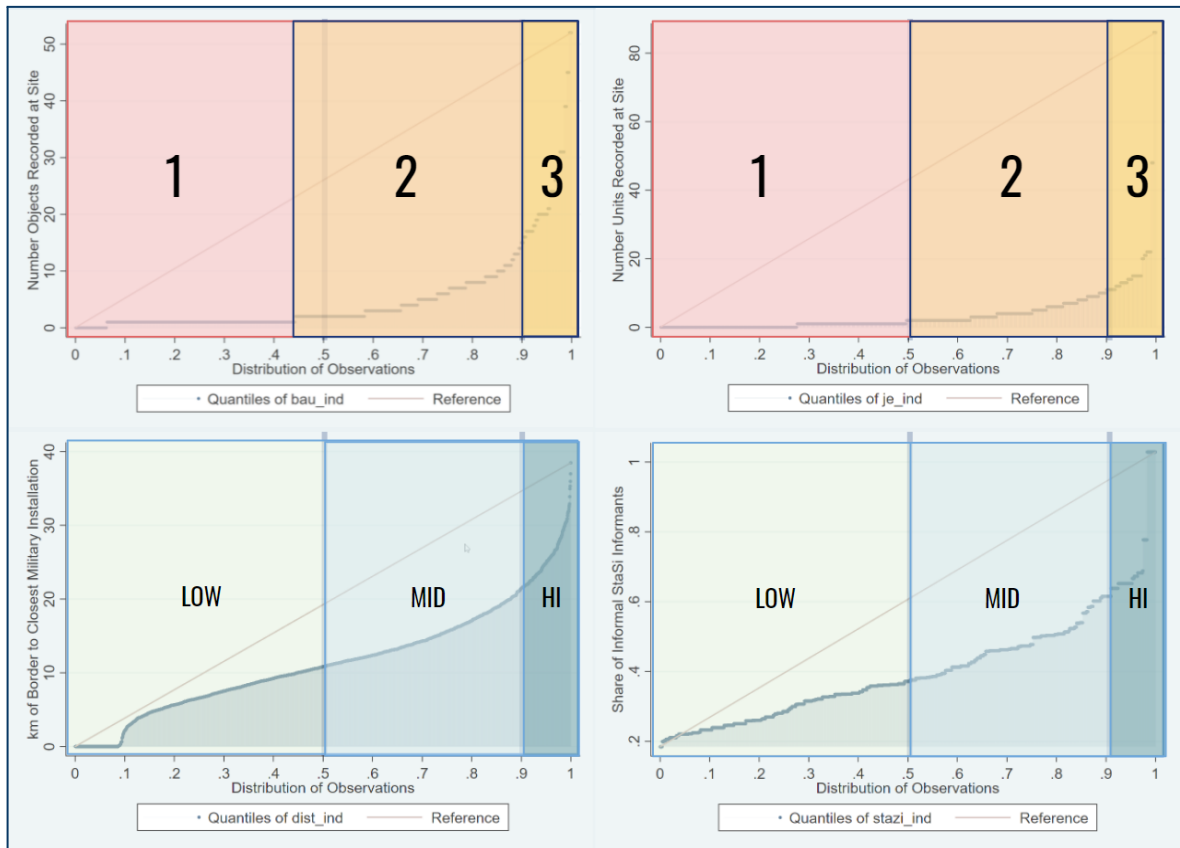 Number Objects Recorded at Site
50
40
30
20
10
0
1
2
3
0 .1 .2 .3 .4 .5 .6 .7 .8 .9 1
Distribution of Observations
Quantiles of bau_ind Reference
Number Units Recorded at Site
80
60
40
20
0
1
2
3
0 .1 .2 .3 .4 .5 .6 .7 .8 .9 1
Distribution of Observations
Quantiles of je_ind Reference
km of Border to Closest Military Installation
40
30
20
10
0
LOW
MID
HI
0 .1 .2 .3 .4 .5 .6 .7 .8 .9 1
Distribution of Observations
Quantiles of dist_ind Reference
Share of Informal StaSi Informants
1
.8
.6
.4
.2
LOW
MID
HI
0 .1 .2 .3 .4 .5 .6 .7 .8 .9 1
Distribution of Observations
Quantiles of stazi_ind Reference